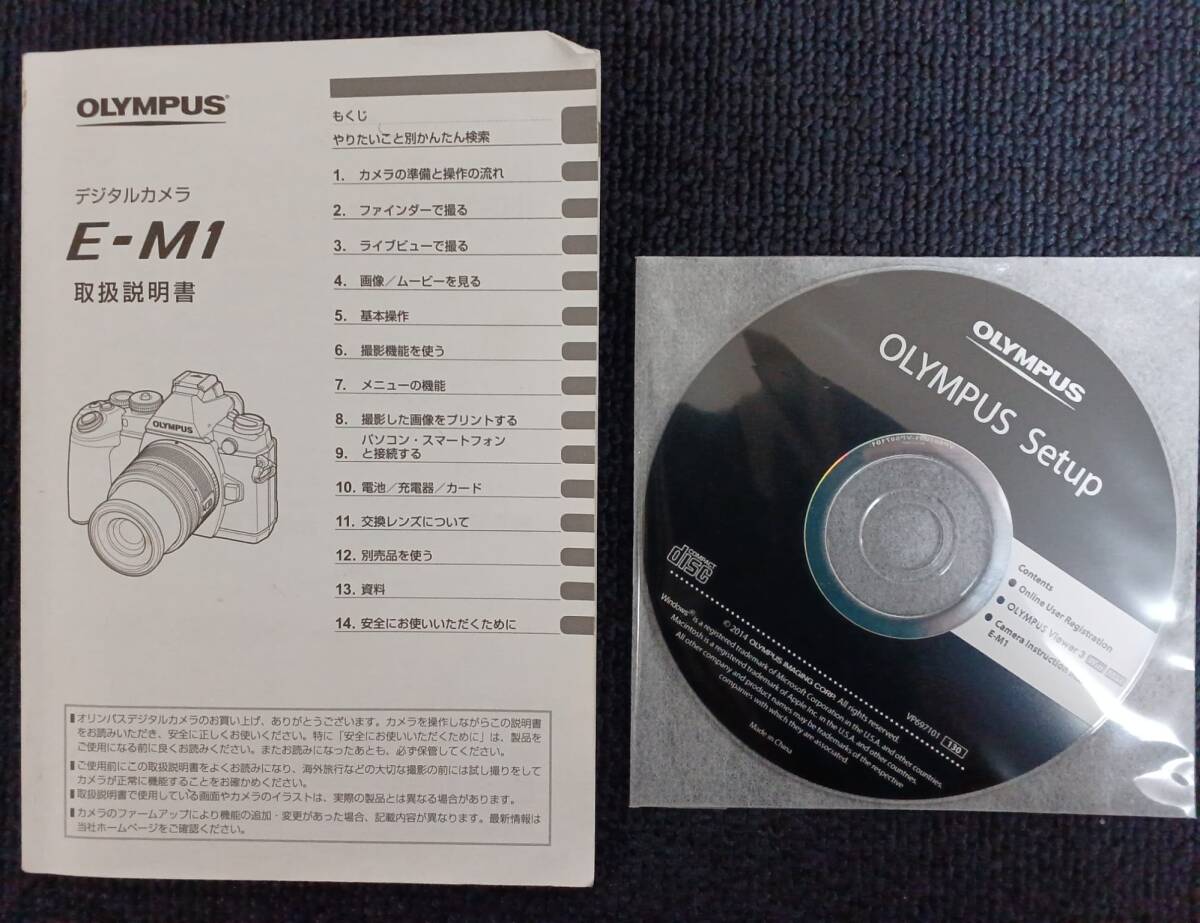 OLYMPUS
デジタルカメラ
E-M1
取扱説明書
OLYMPUS
もくじ
やりたいこと別かんたん検索
1. カメラの準備と操作の流れ
2. ファインダーで撮る
3. ライブビューで撮る
4. 画像／ムービーを見る
5. 基本操作
6. 撮影機能を使う
7. メニューの機能
8. 撮影した画像をプリントする
9. パソコン・スマートフォン
と接続する
10. 電池／充電器／カード
11. 交換レンズについて
12. 別売品を使う
13. 資料
14. 安全にお使いいただくために
オリンパスデジタルカメラのお買い上げ、ありがとうございます。カメラを操作しながらこの説明書
をお読みいただき、安全に正しくお使いください。特に「安全にお使いいただくために」は、製品を
ご使用になる前に良くお読みください。またお読みになったあとも、必ず保管してください。
ご使用前にこの取扱説明書をよくお読みになり、海外旅行などの大切な撮影の前には試し撮りをして
カメラが正常に機能することをお確かめください。
取扱説明書で使用している画面やカメラのイラストは、実際の製品とは異なる場合があります。
カメラのファームアップにより機能の追加・変更があった場合、記載内容が異なります。最新情報は
当社ホームページをご確認ください。
OLYMPUS
OLYMPUS Setup
COMPACT
disc
Contents
Online User Registration
OLYMPUS Viewer 3
Camera Instruction
E-M1
© 2014 OLYMPUS IMAGING CORP. All rights reserved.
Windows® is a registered trademark of Microsoft Corporation in the U.S.A. and other countries.
Macintosh is a registered trademark of Apple Inc. in the U.S.A. and other countries.
All other company and product names may be trademarks of the respective
companies with which they are associated.
VP697101 130
Made in China